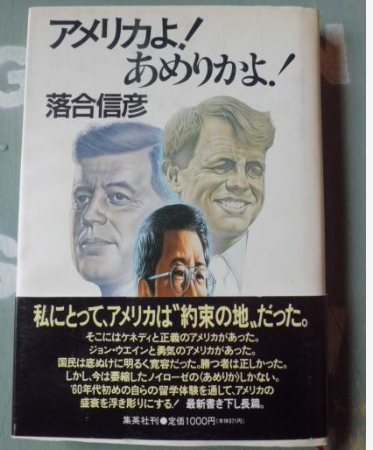 アメリカよ!
あめりかよ!
落合信彦
私にとって、アメリカは〝約束の地〟だった。
そこにはケネディと正義のアメリカがあった。
ジョン・ウエインと勇気のアメリカがあった。
国民は底ぬけに明るく寛容だった。勝つ者は正しかった。
しかし、今は萎縮したノイローゼの〈あめりか〉しかない。
'60年代初めの自らの留学体験を通して、アメリカの
盛衰を浮き彫りにする! 最新書き下し長篇。
集英社刊●定価1000円